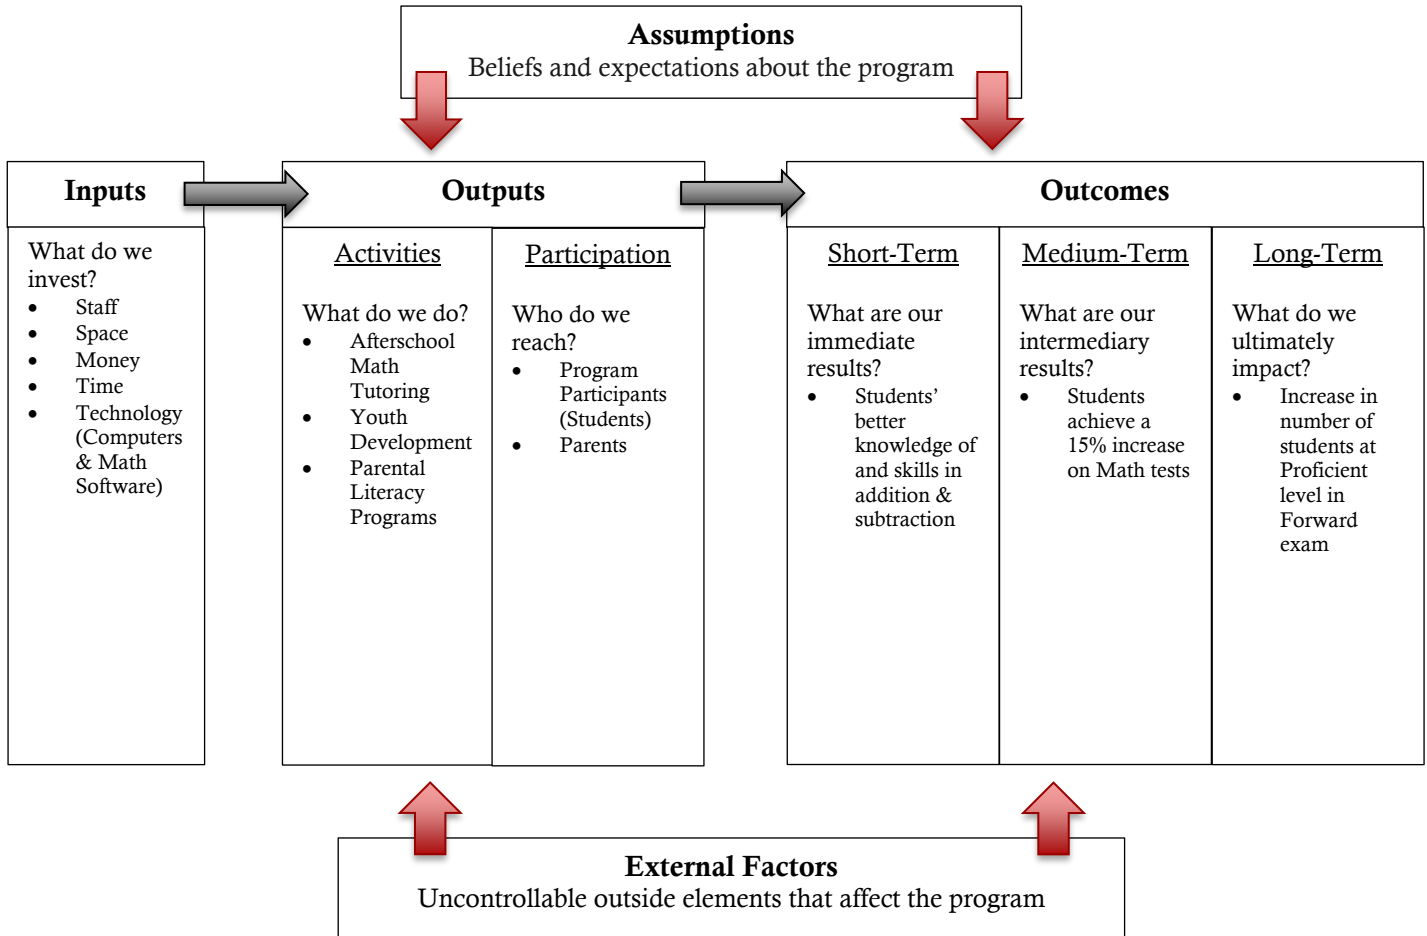 Assumptions
Beliefs and expectations about the program
Inputs
Outputs
Outcomes
What do we
invest?
• Staff
• Space
• Money
• Time
• Technology
(Computers
& Math
Software)
Activities
What do we do?
• Afterschool
Math
Tutoring
• Youth
Development
• Parental
Literacy
Programs
Participation
Who do we
reach?
• Program
Participants
(Students)
• Parents
Short-Term
What are our
immediate
results?
• Students’
better
knowledge of
and skills in
addition &
subtraction
Medium-Term
What are our
intermediary
results?
• Students
achieve a
15% increase
on Math tests
Long-Term
What do we
ultimately
impact?
• Increase in
number of
students at
Proficient
level in
Forward
exam
External Factors
Uncontrollable outside elements that affect the program